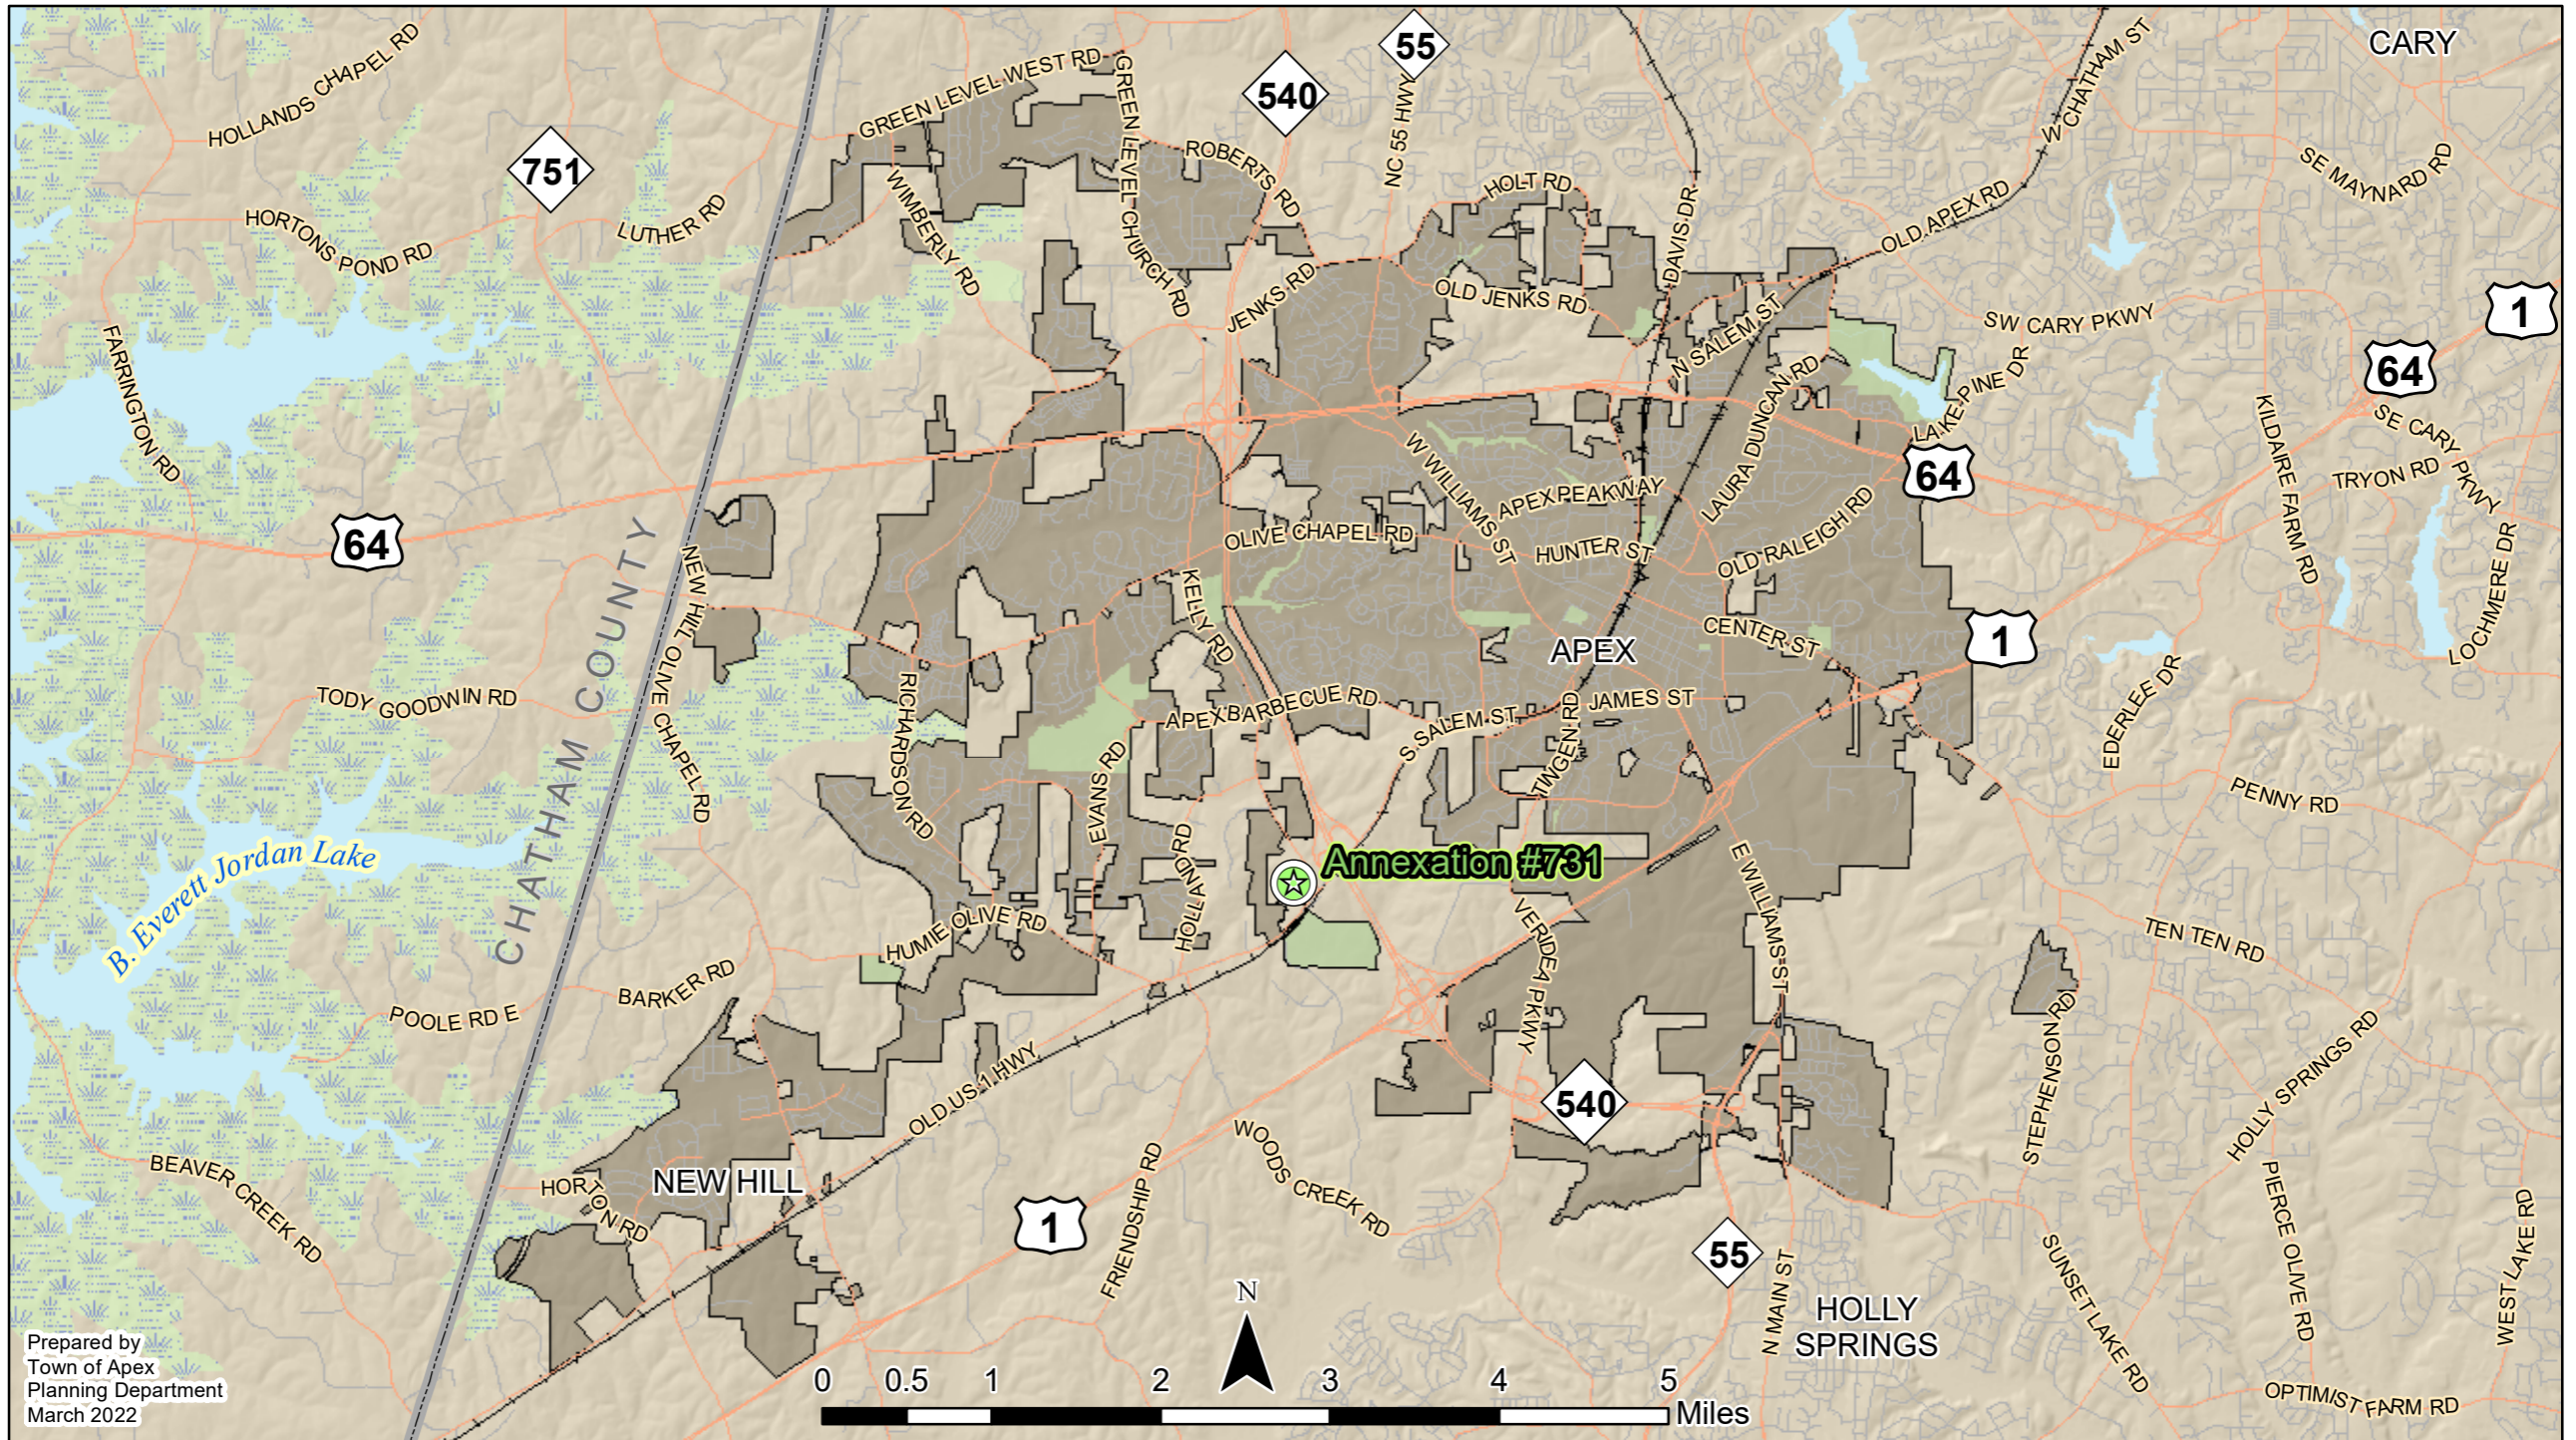 55
CARY
HOLLANDS CHAPEL RD
GREEN LEVEL WEST RD
540
NC 55 HWY
W CHATHAM ST
751
GREEN LEVEL CHURCH RD
ROBERTS RD
HOLT RD
SE MAYNARD RD
HORTONS POND RD
LUTHER RD
WIMBERLY RD
DAVIS DR
OLD APEX RD
JENKS RD
OLD JENKS RD
SW CARY PKWY
1
FARRINGTON RD
N SALEM ST
LAURA DUNCAN RD
LAKE PINE DR
64
KILDAIRE FARM RD
SE CARY PKWY
W WILLIAMS ST
64
TRYON RD
APEX PEAKWAY
64
OLIVE CHAPEL RD
HUNTER ST
OLD RALEIGH RD
LOCHMERE DR
CHATHAM COUNTY
NEW HILL OLIVE CHAPEL RD
KELLY RD
CENTER ST
1
APEX
TODY GOODWIN RD
RICHARDSON RD
APEX BARBECUE RD
S SALEM ST
JAMES ST
TINGEN RD
EDERLEE DR
EVANS RD
PENNY RD
B. Everett Jordan Lake
HOLLAND RD
Annexation #731
E WILLIAMS ST
HUMIE OLIVE RD
VERIDEA PKWY
TEN TEN RD
BARKER RD
POOLE RD E
STEPHENSON RD
HOLLY SPRINGS RD
OLD US 1 HWY
540
BEAVER CREEK RD
NEW HILL
HORTON RD
WOODS CREEK RD
FRIENDSHIP RD
1
PIERCE OLIVE RD
WEST LAKE RD
55
N MAIN ST
SUNSET LAKE RD
HOLLY
SPRINGS
N
Prepared by
Town of Apex
Planning Department
March 2022
0 0.5 1 2 3 4 5
Miles
OPTIMIST FARM RD